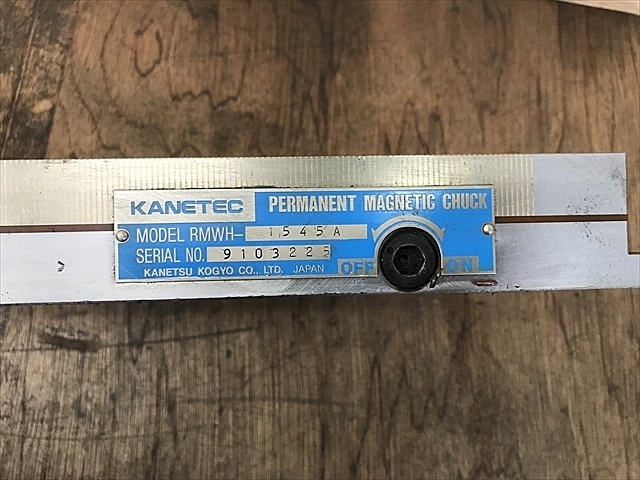 KANETEC PERMANENT MAGNETIC CHUCK
MODEL RMWH- 1545A
SERIAL NO. 9103225
KANETSU KOGYO CO., LTD. JAPAN OFF ON